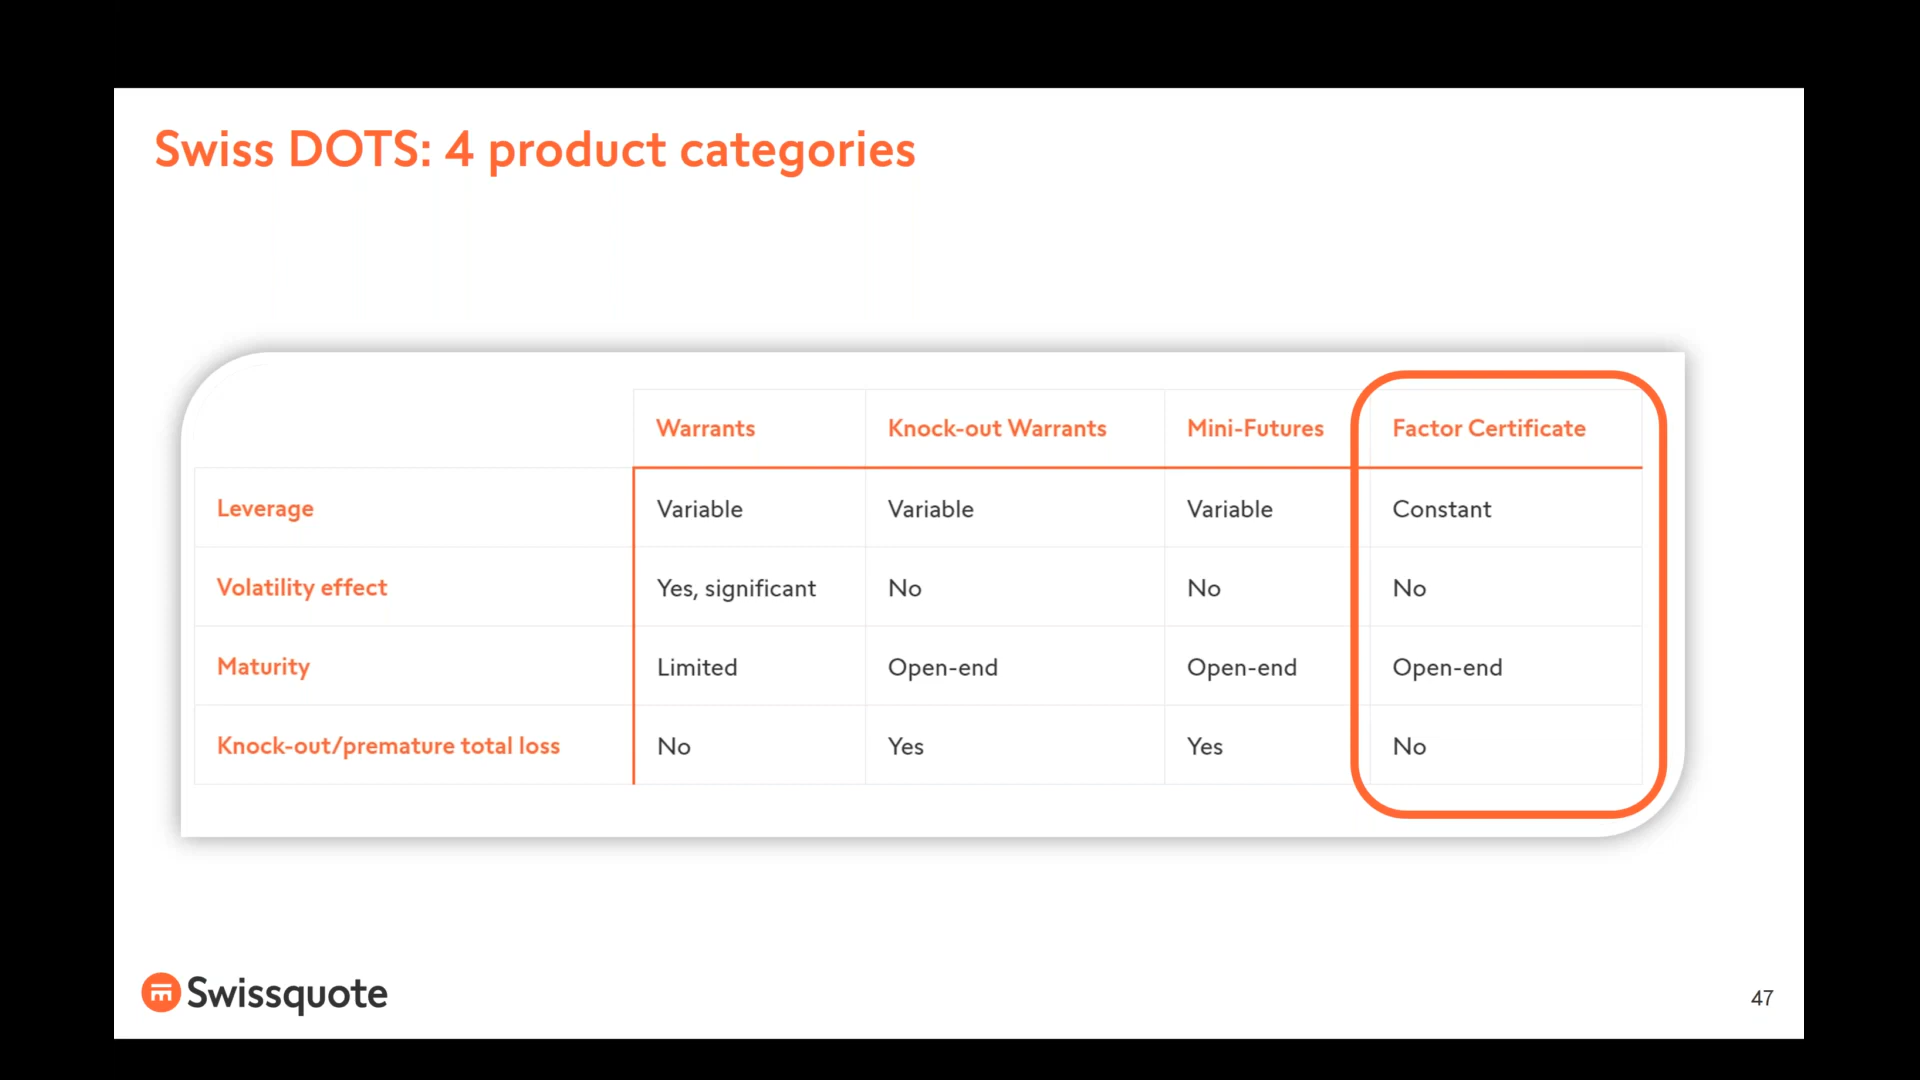 Swiss DOTS: 4 product categories
Warrants Knock-out Warrants Mini-Futures Factor Certificate
Leverage Variable Variable Variable Constant
Volatility effect Yes, significant No No No
Maturity Limited Open-end Open-end Open-end
Knock-out/premature total loss No Yes Yes No
Swissquote
47